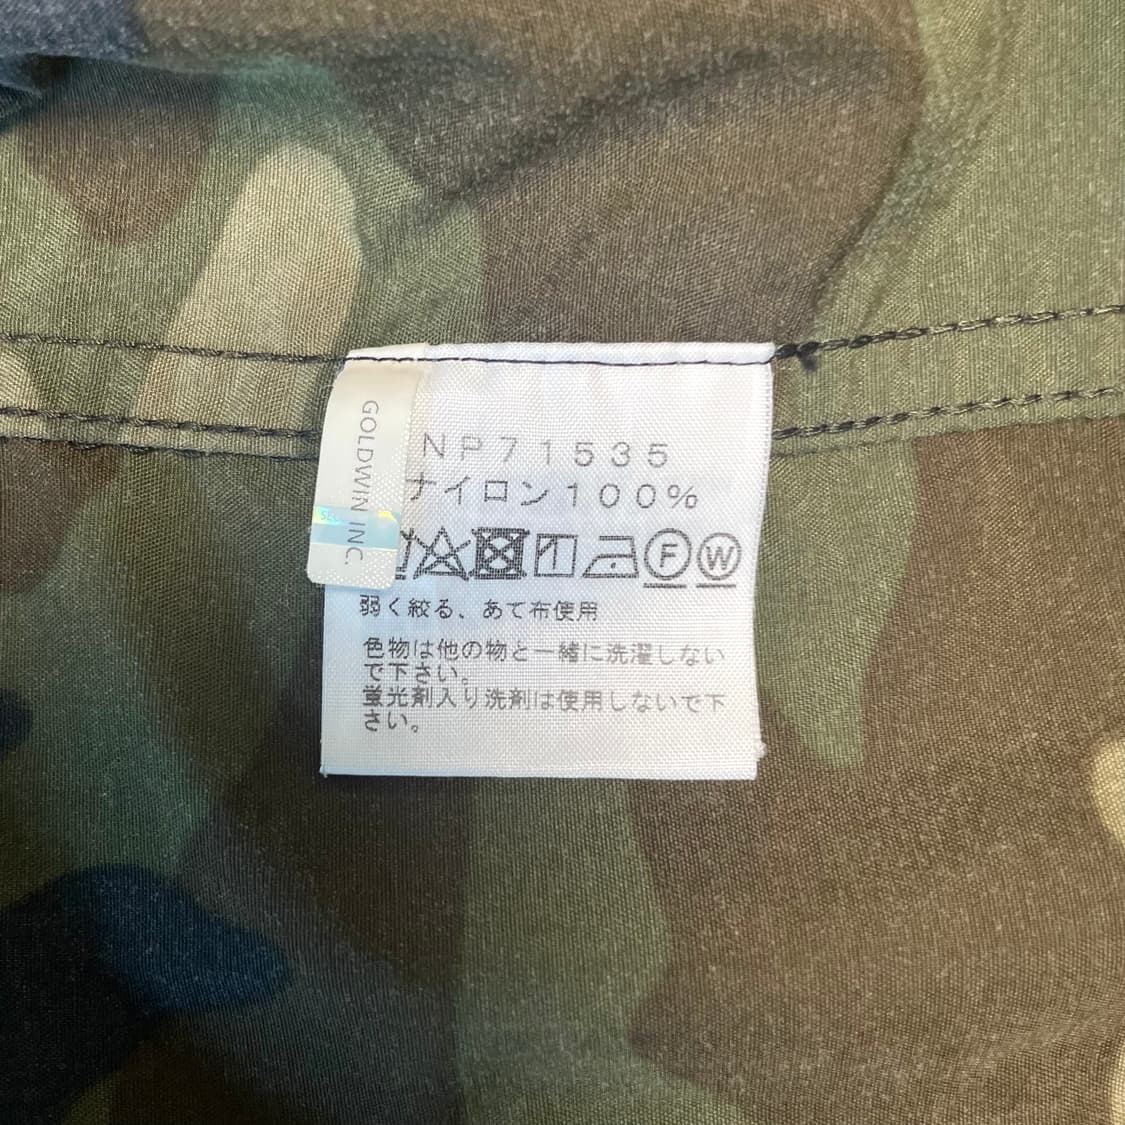 GOLDWIN INC.
NP71535
ナイロン100%
F W
弱く絞る、あて布使用
色物は他の物と一緒に洗濯しない
で下さい。
蛍光剤入り洗剤は使用しないで下
さい。